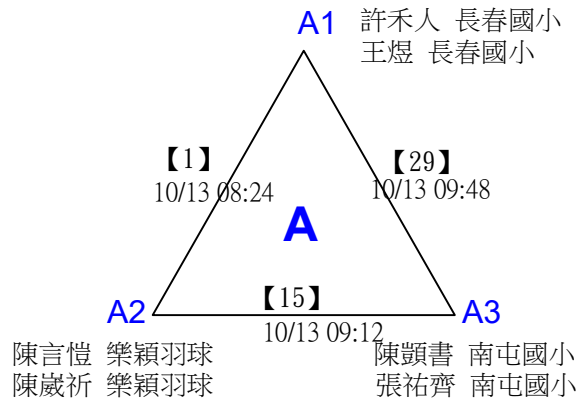 A1 許禾人 長春國小
王煜 長春國小
【1】
10/13 08:24
【29】
10/13 09:48
A
【15】
10/13 09:12
A2
A3
陳言愷 樂穎羽球
陳崴祈 樂穎羽球
陳顗書 南屯國小
張祐齊 南屯國小